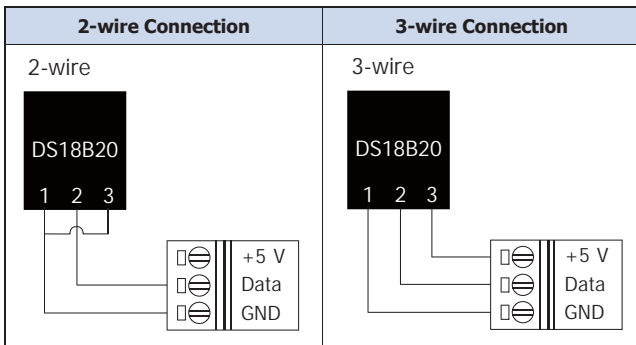 2-wire Connection
3-wire Connection
2-wire
DS18B20
1 2 3
+5 V
Data
GND
3-wire
DS18B20
1 2 3
+5 V
Data
GND